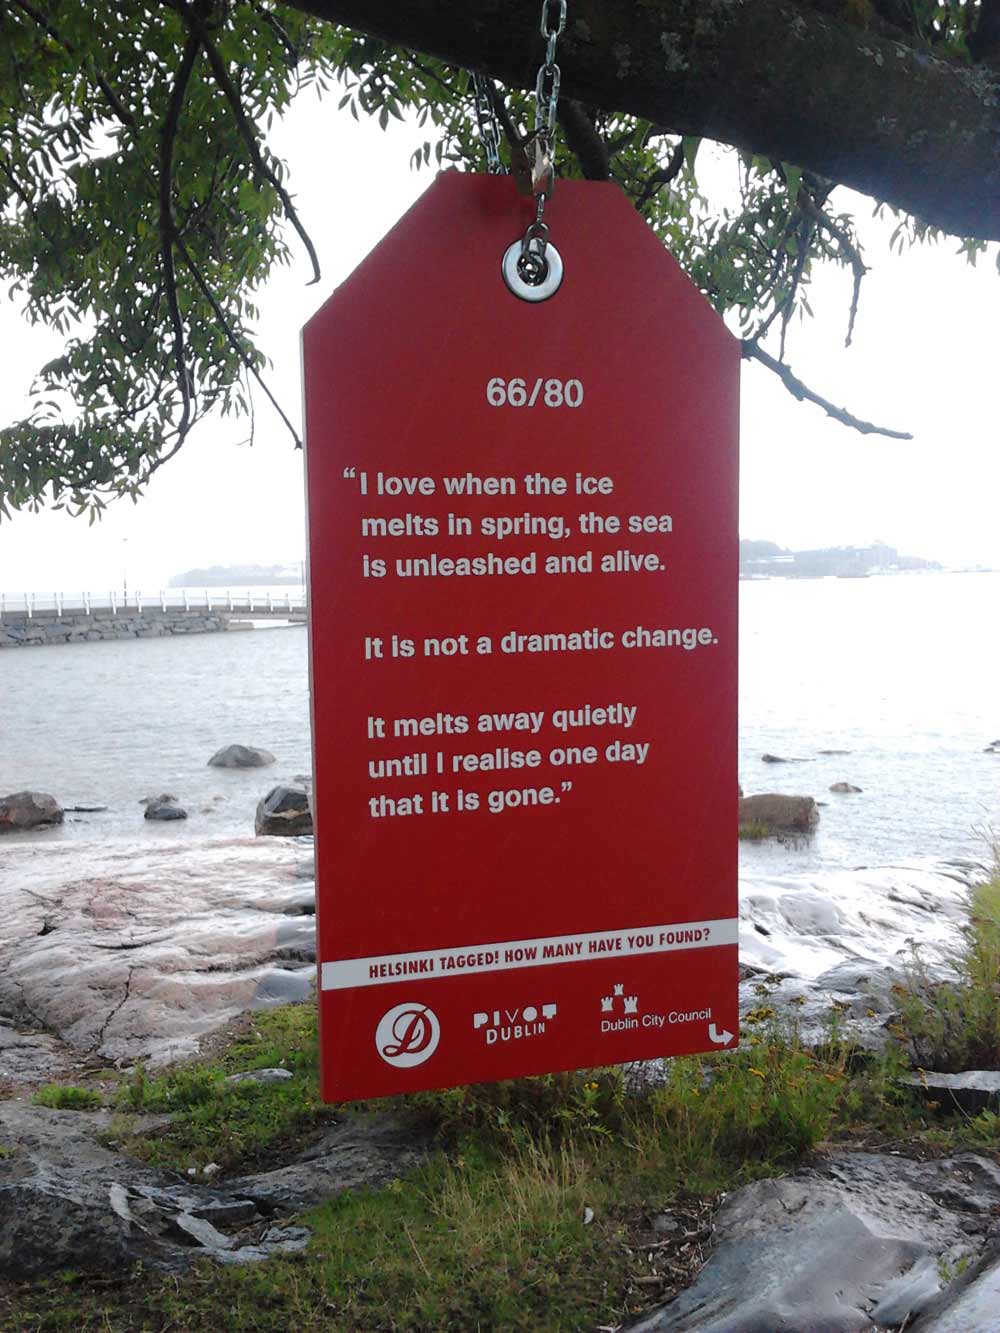 66/80
“I love when the ice
melts in spring, the sea
is unleashed and alive.
It is not a dramatic change.
It melts away quietly
until I realise one day
that it is gone.”
HELSINKI TAGGED! HOW MANY HAVE YOU FOUND?
D
PIVOT
DUBLIN
Dublin City Council